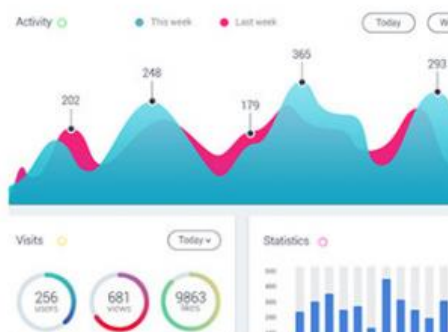 Activity
This week
Last week
Today
W
365
293
248
202
179
Visits
Today
Statistics
256
users
681
views
9863
likes